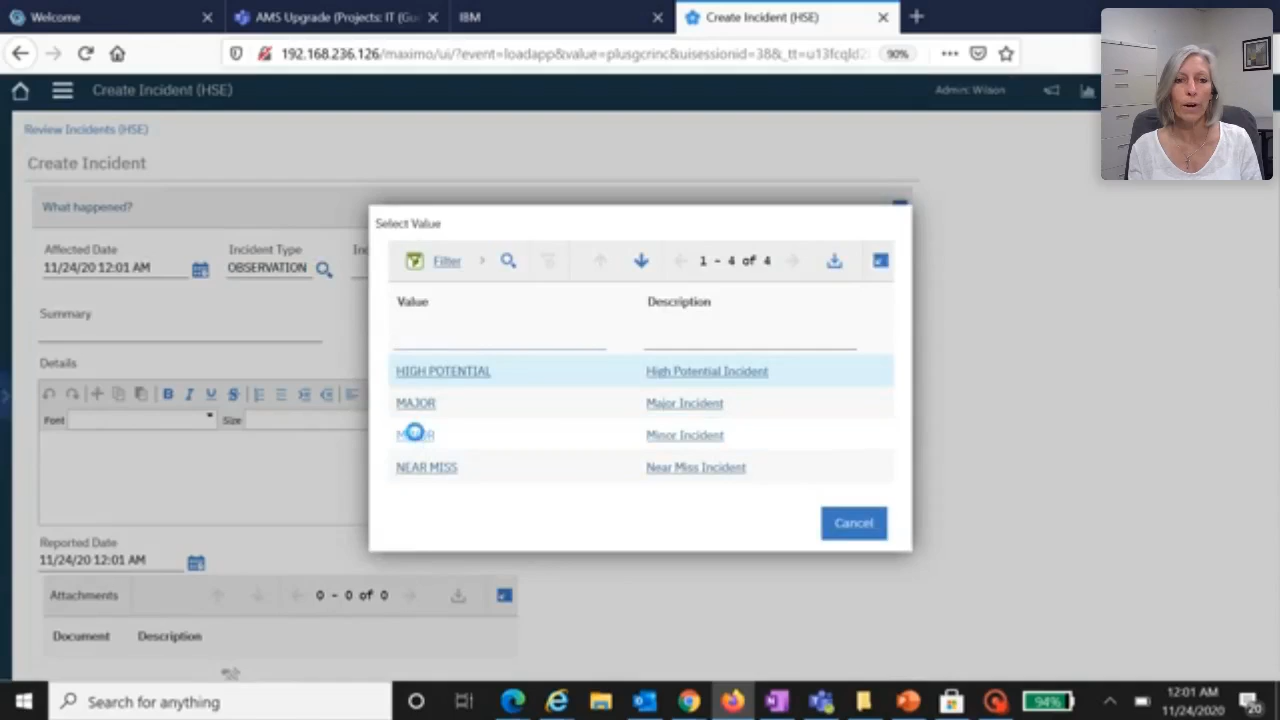 Welcome
AMS Upgrade (Projects: IT (Gu
IBM
Create Incident (HSE)
192.168.236.126/maximo/ui/?event=loadapp&value=plusgcrinc&uisessionid=38&_tt=u13fcqld2
90%
Create Incident (HSE)
Admin: Wilson
Review Incidents (HSE)
Create Incident
What happened?
Select Value
Affected Date
Incident Type
Inc
11/24/20 12:01 AM
OBSERVATION
Filter
1 - 4 of 4
Value
Description
Summary
Details
HIGH POTENTIAL
High Potential Incident
MAJOR
Major Incident
Font
Size
Minor Incident
NEAR MISS
Near Miss Incident
Cancel
Reported Date
11/24/20 12:01 AM
Attachments
0 - 0 of 0
Document
Description
Search for anything
94%
12:01 AM
11/24/2020
20